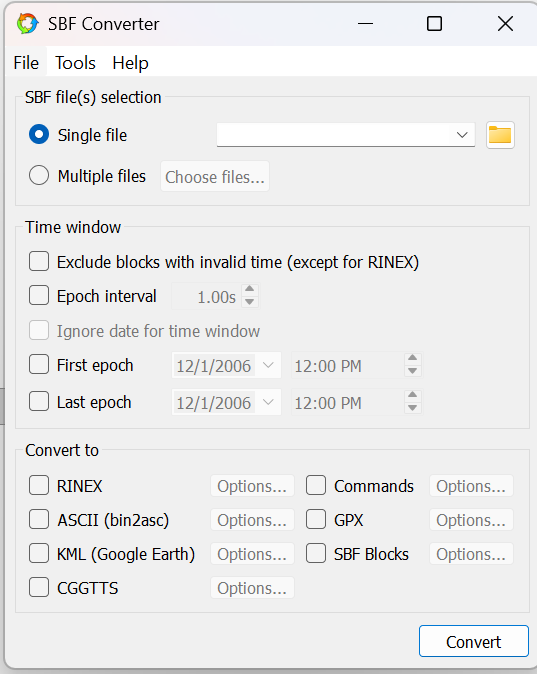 SBF Converter
File Tools Help
SBF file(s) selection
Single file
Multiple files Choose files...
Time window
Exclude blocks with invalid time (except for RINEX)
Epoch interval 1.00s
Ignore date for time window
First epoch 12/1/2006 12:00 PM
Last epoch 12/1/2006 12:00 PM
Convert to
RINEX Options... Commands Options...
ASCII (bin2asc) Options... GPX Options...
KML (Google Earth) Options... SBF Blocks Options...
CGGTTS Options...
Convert